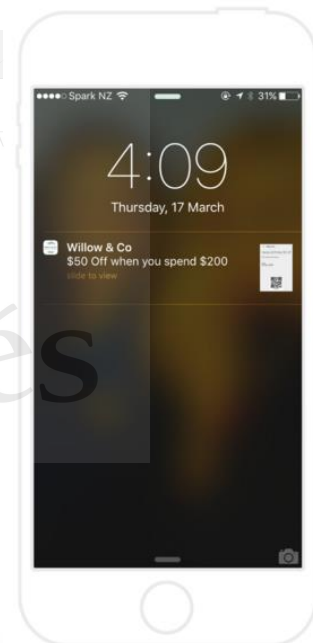 Spark NZ
31%
4:09
Thursday, 17 March
Willow & Co
$50 Off when you spend $200
slide to view
és